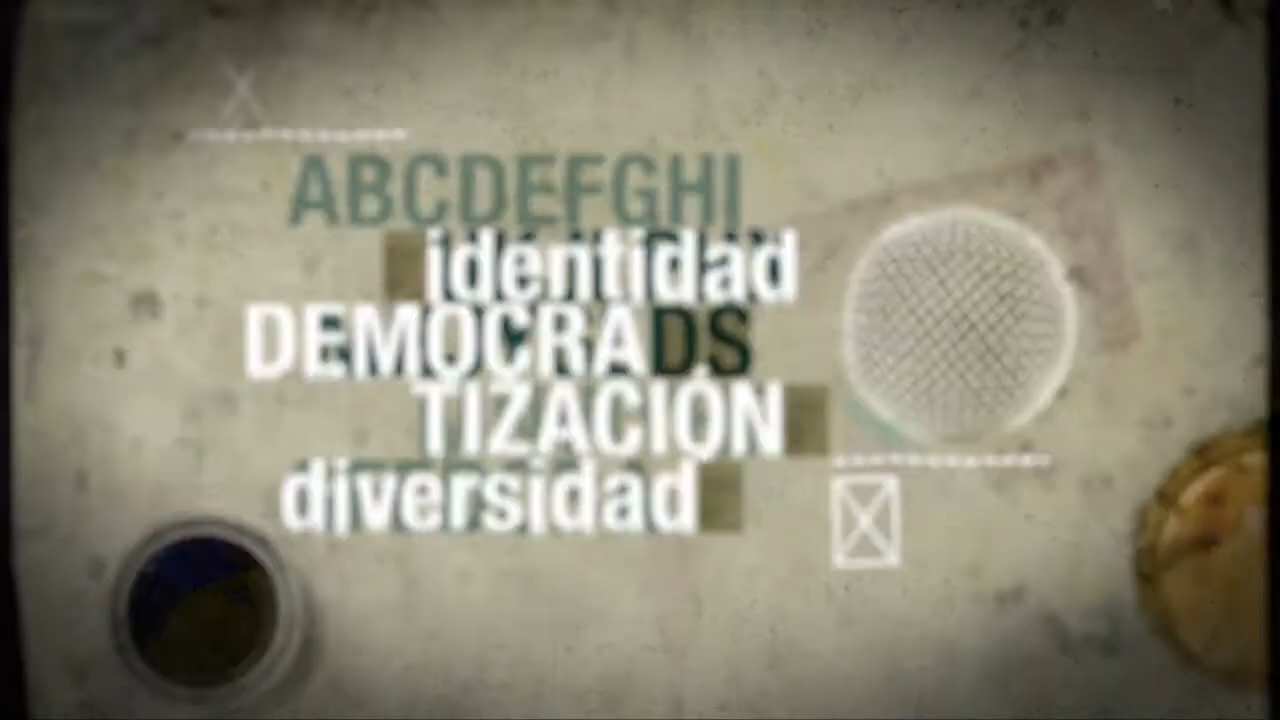 ABCDEFGHI
identidad
DEMOCRADS
TIZACIÓN
diversidad